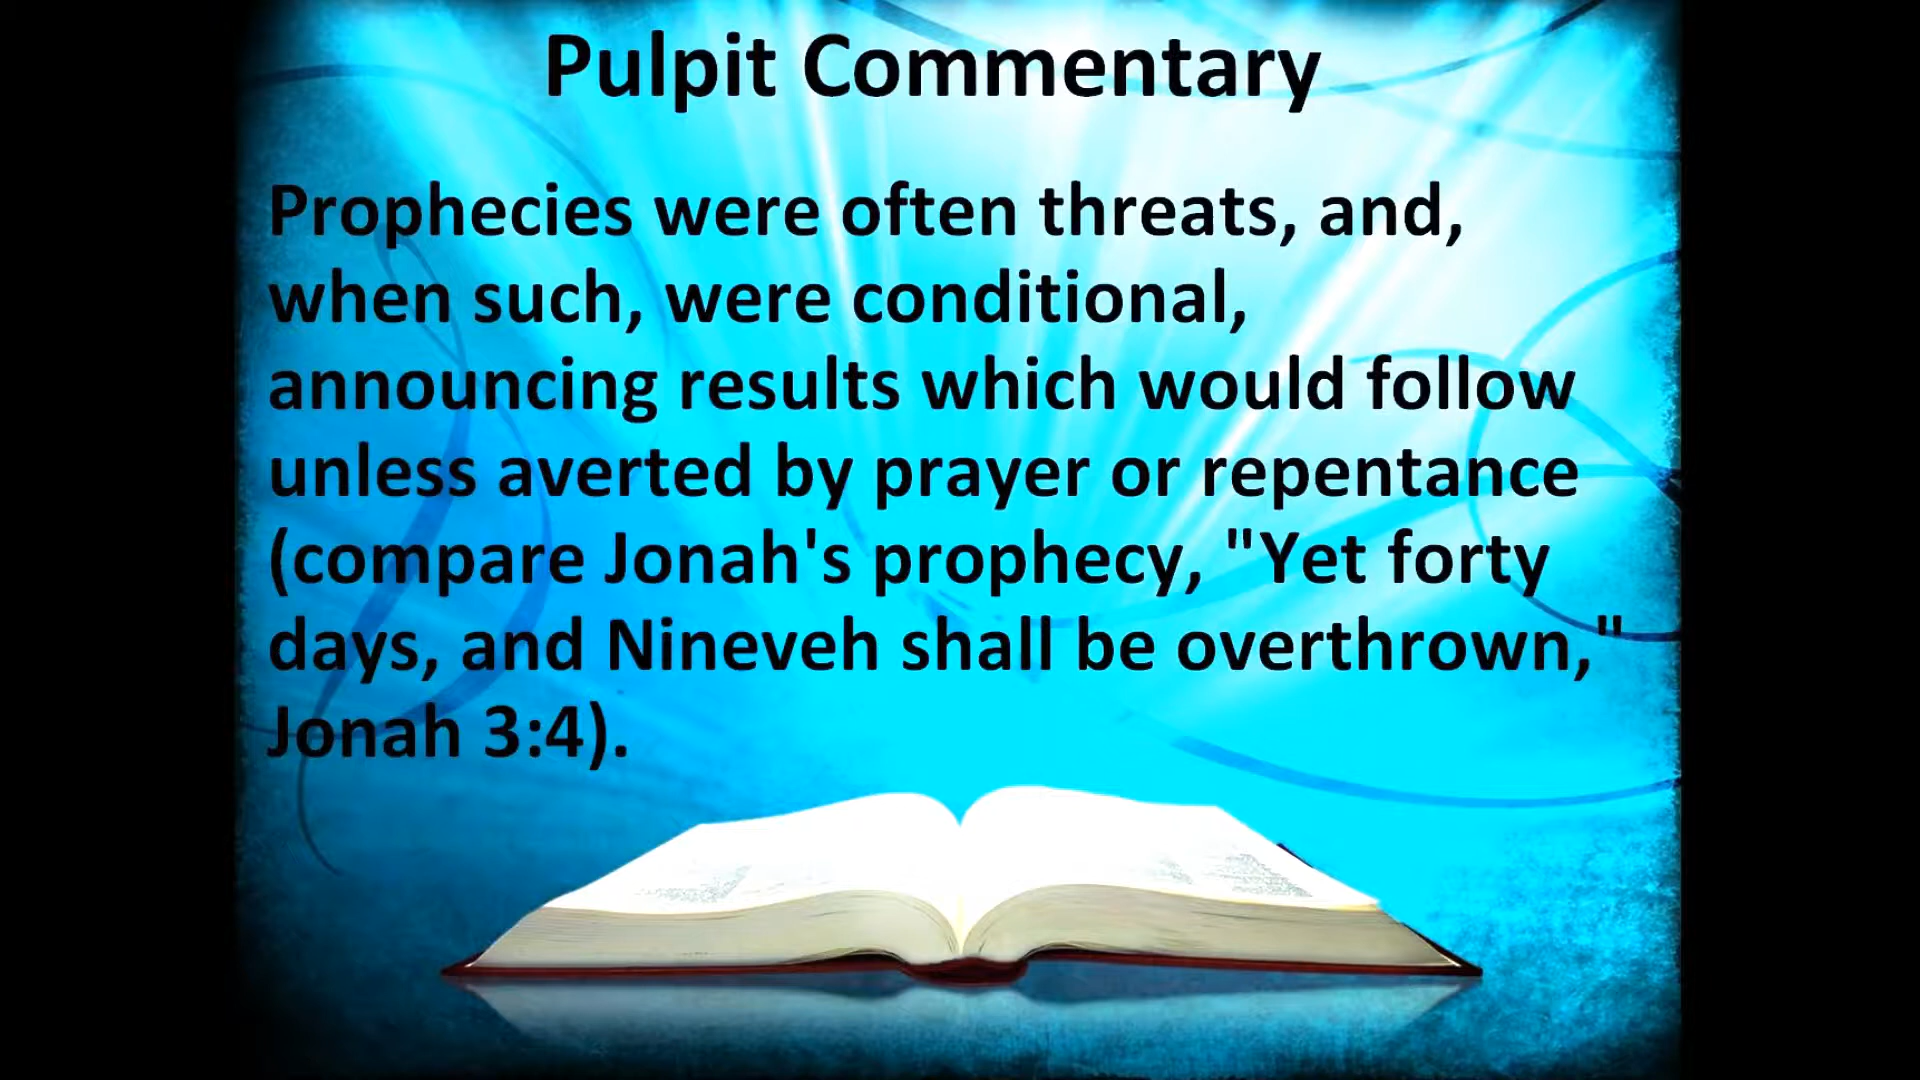 Pulpit Commentary
Prophecies were often threats, and,
when such, were conditional,
announcing results which would follow
unless averted by prayer or repentance
(compare Jonah's prophecy, "Yet forty
days, and Nineveh shall be overthrown,"
Jonah 3:4).